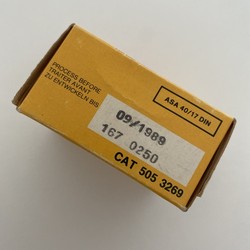 PROCESS BEFORE
TRAITER AVANT
ZU ENTWICKELN BIS
ASA 40/17 DIN
09/1989
167 0250
CAT 505 3269